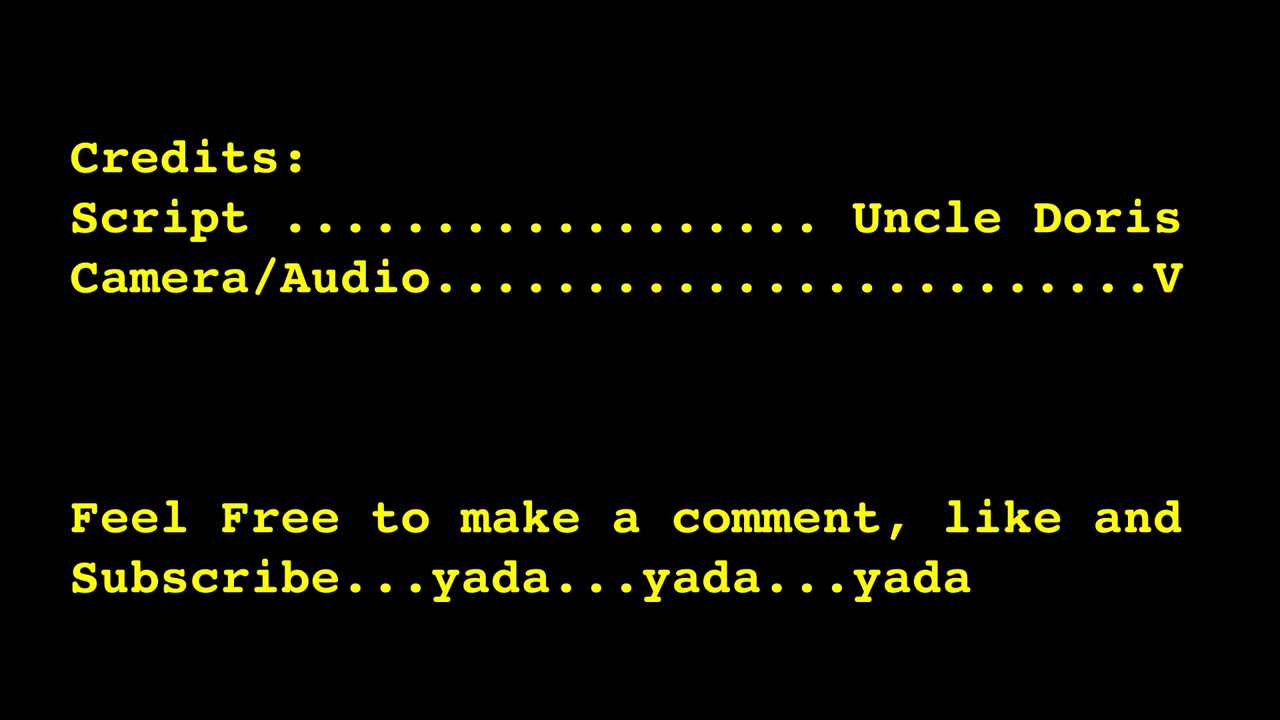 Credits:
Script .................. Uncle Doris
Camera/Audio........................V
Feel Free to make a comment, like and
Subscribe...yada...yada...yada